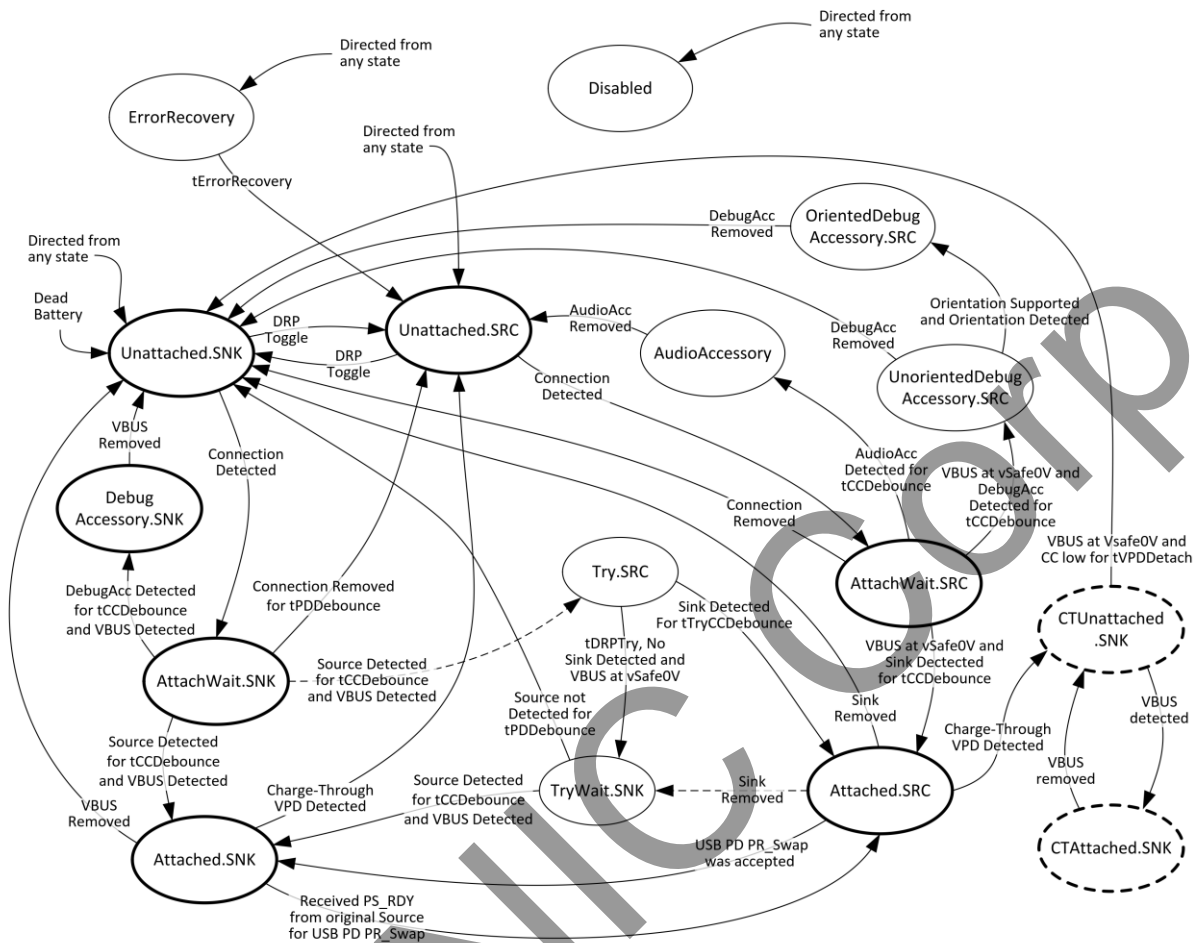 Directed from
any state
Directed from
any state
ErrorRecovery
Disabled
Directed from
any state
tErrorRecovery
DebugAcc
Removed
OrientedDebug
Accessory.SRC
Directed from
any state
Dead
Battery
Unattached.SNK
DRP
Toggle
DRP
Toggle
Unattached.SRC
AudioAcc
Removed
AudioAccessory
DebugAcc
Removed
Orientation Supported
and Orientation Detected
UnorientedDebug
Accessory.SRC
Connection
Detected
VBUS
Removed
Connection
Detected
Debug
Accessory.SNK
AudioAcc
Detected for
tCCDebounce
VBUS at vSafe0V and
DebugAcc
Detected for
tCCDebounce
Connection
Removed
VBUS at Vsafe0V and
CC low for tVPDDetach
DebugAcc Detected
for tCCDebounce
and VBUS Detected
Connection Removed
for tPDDebounce
Try.SRC
Sink Detected
For tTryCCDebounce
AttachWait.SRC
CTUnattached
.SNK
AttachWait.SNK
Source Detected
for tCCDebounce
and VBUS Detected
tDRPTry, No
Sink Detected and
VBUS at vSafe0V
VBUS at vSafe0V and
Sink Dectected
for tCCDebounce
Source not
Detected for
tPDDebounce
Sink
Removed
Charge-Through
VPD Detected
VBUS
detected
VBUS
removed
Source Detected
for tCCDebounce
and VBUS Detected
VBUS
Removed
Charge-Through
VPD Detected
Source Detected
for tCCDebounce
and VBUS Detected
TryWait.SNK
Sink
Removed
Attached.SRC
Attached.SNK
USB PD PR_Swap
was accepted
CTAttached.SNK
Received PS_RDY
from original Source
for USB PD PR_Swap
Corp